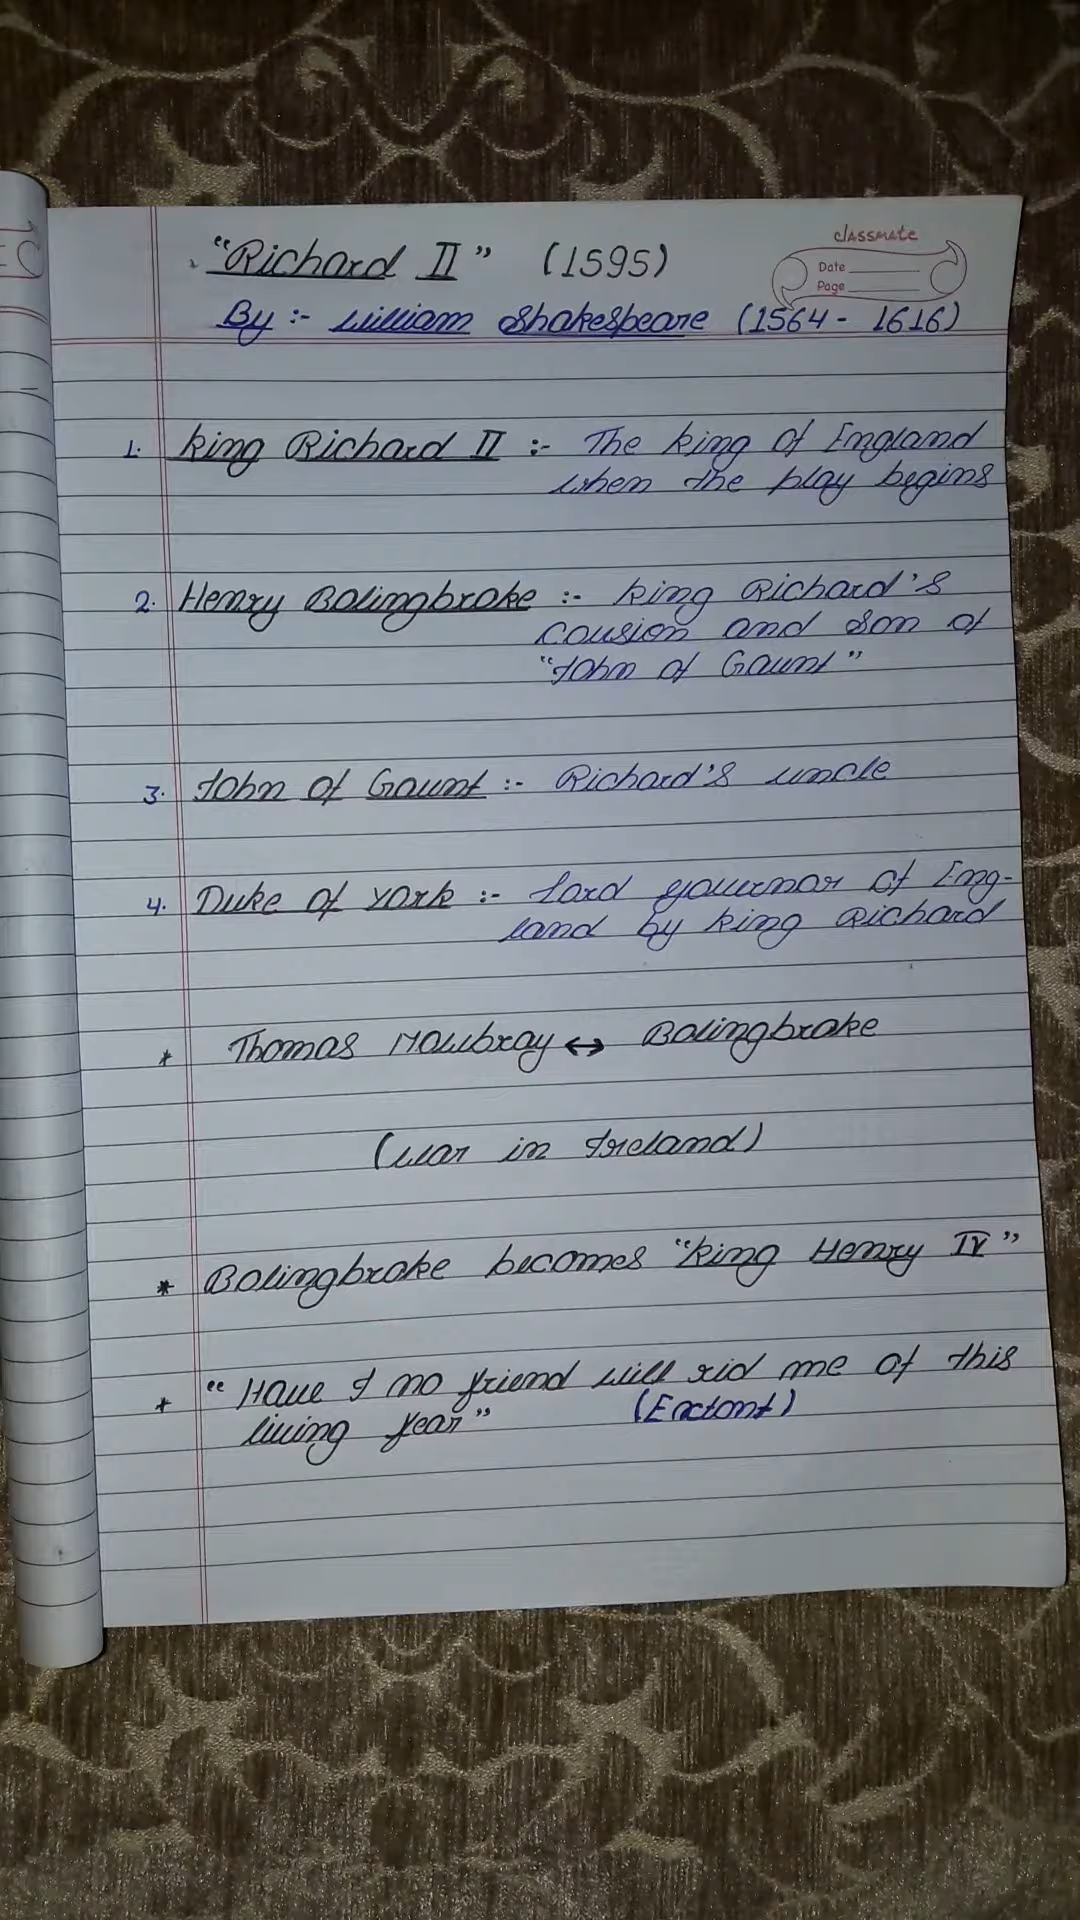 "Richard II" (1595)
classmate
Date
Page
By :- William Shakespeare (1564 - 1616)
1. King Richard II :- The king of England
when the play begins
2. Henry Bolingbroke :- king Richard's
Cousion and son of
"John of Gaunt"
3. John of Gaunt :- Richard's uncle
4. Duke of York :- Lord governor of Eng-
land by king Richard
* Thomas Mowbray ↔ Bolingbroke
(war in Ireland)
* Bolingbroke becomes "King Henry IV"
* "Have I no friend will rid me of this
living fear" (Exton)